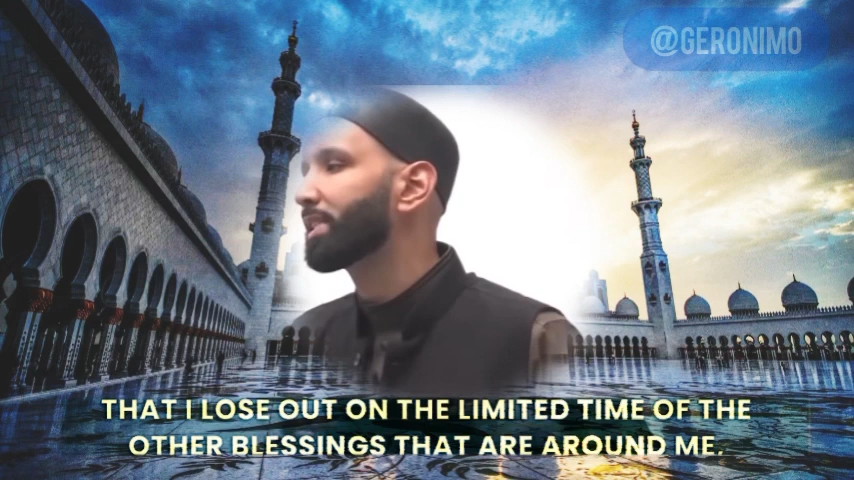 @GERONIMO
THAT I LOSE OUT ON THE LIMITED TIME OF THE
OTHER BLESSINGS THAT ARE AROUND ME.